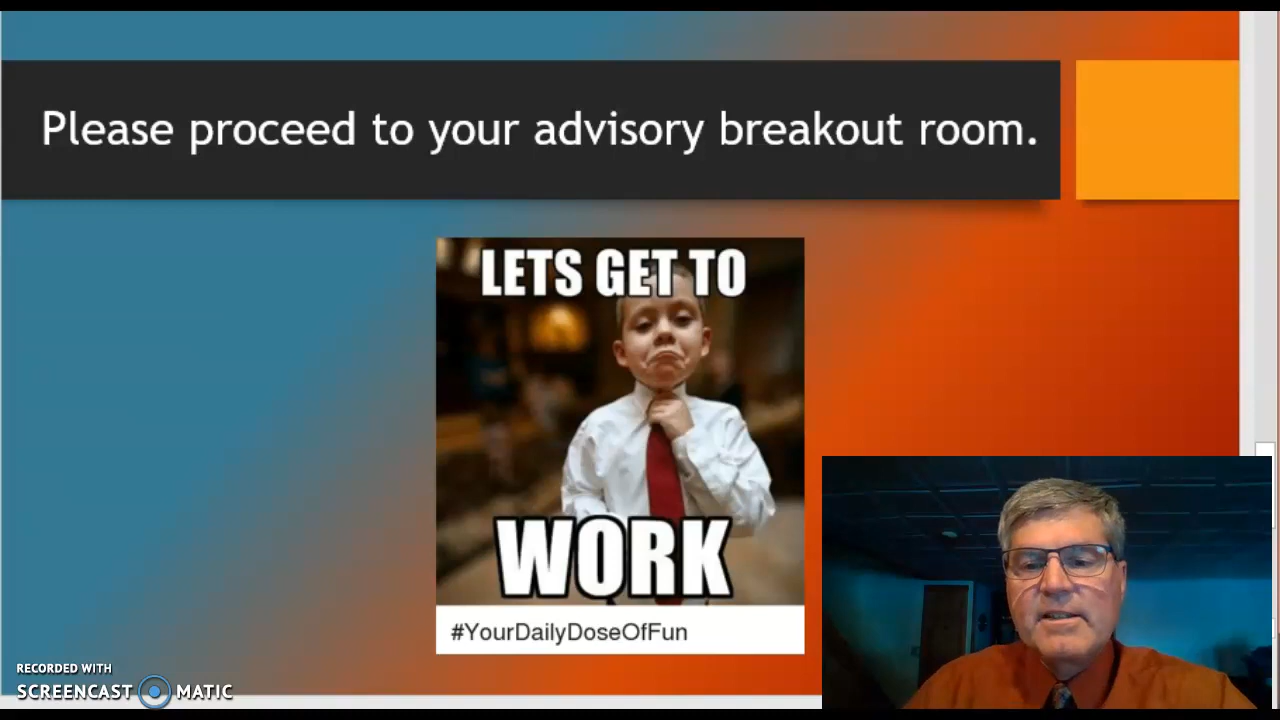 Please proceed to your advisory breakout room.
LETS GET TO
WORK
#YourDailyDoseOfFun
RECORDED WITH
SCREENCAST MATIC